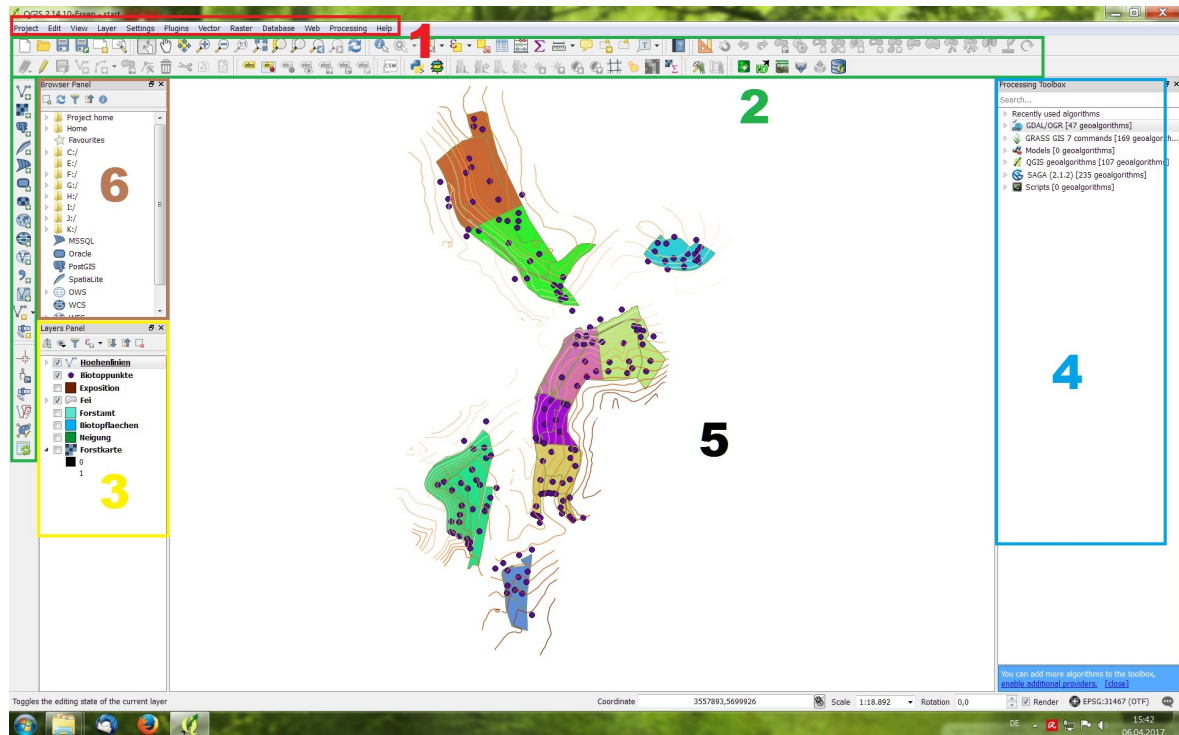 QGIS 2.14.10-Essen - start
Project Edit View Layer Settings Plugins Vector Raster Database Web Processing Help
1
2
CSW
Browser Panel
Project home
Home
Favourites
C:/
E:/
F:/
G:/
H:/
I:/
J:/
K:/
MSSQL
Oracle
PostGIS
SpatiaLite
OWS
WCS
6
Layers Panel
Hoehenlinien
Biotoppunkte
Exposition
Fei
Forstamt
Biotopflaechen
Neigung
Forstkarte
0
1
3
5
Processing Toolbox
Search...
Recently used algorithms
GDAL/OGR [47 geoalgorithms]
GRASS GIS 7 commands [169 geoalgorith...
Models [0 geoalgorithms]
QGIS geoalgorithms [107 geoalgorithms]
SAGA (2.1.2) [235 geoalgorithms]
Scripts [0 geoalgorithms]
4
You can add more algorithms to the toolbox,
enable additional providers. [close]
Toggles the editing state of the current layer
Coordinate 3557893,5699926 Scale 1:18.892 Rotation 0,0 Render EPSG:31467 (OTF)
DE 15:42
06.04.2017